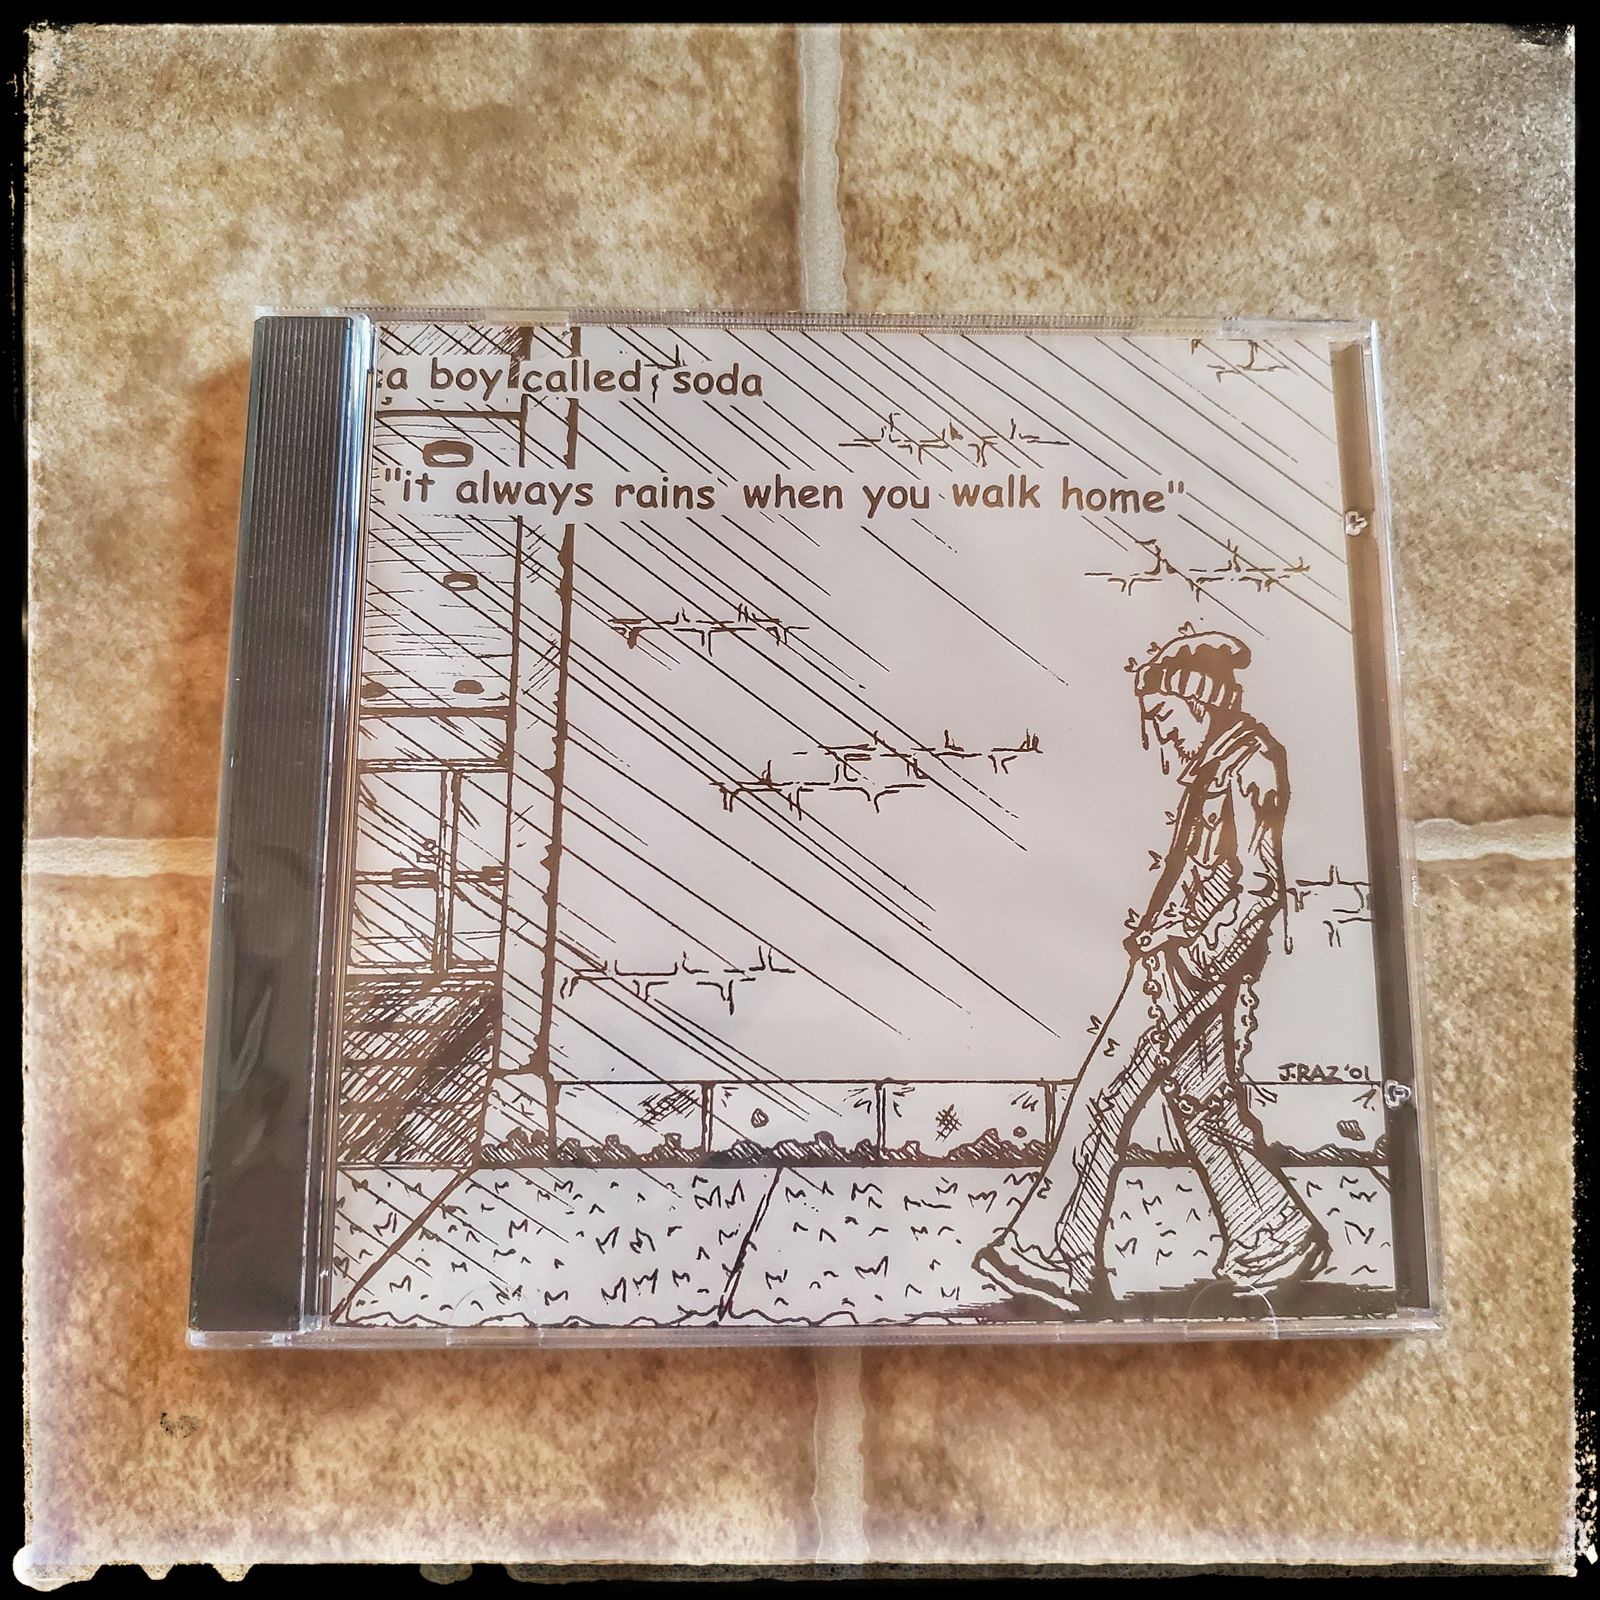 a boy called soda
"it always rains when you walk home"
J.RAZ '01